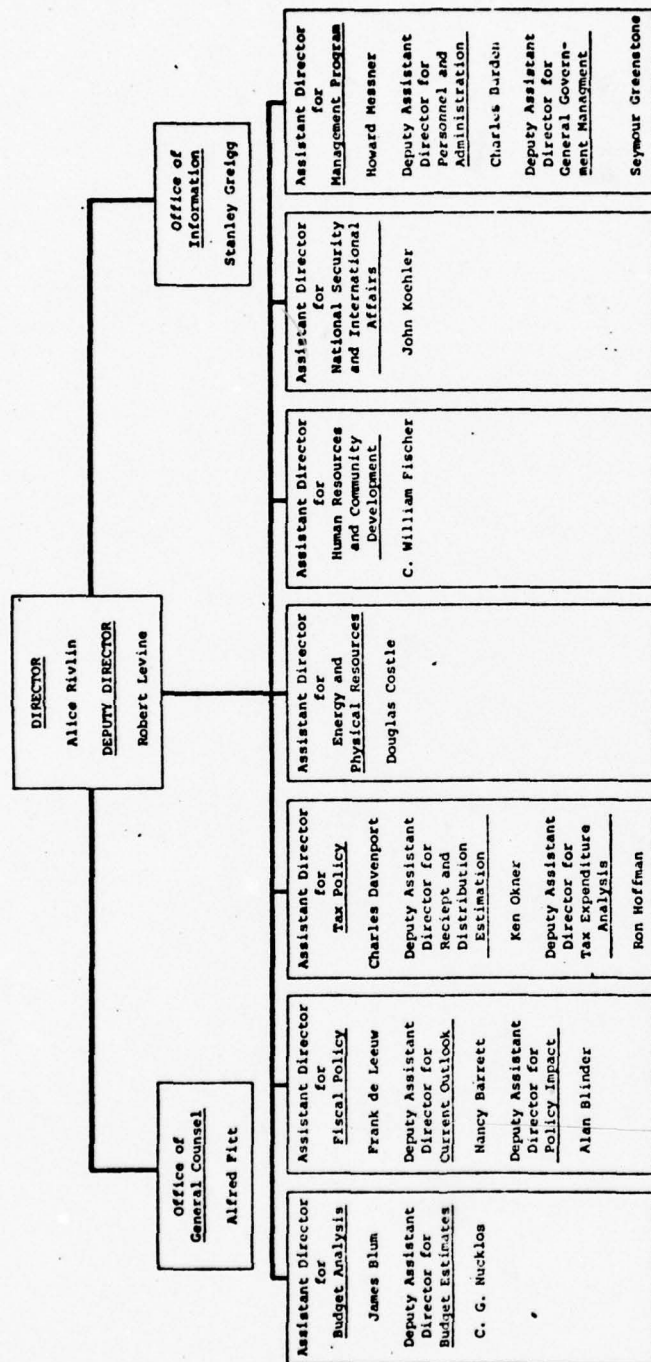 DIRECTOR
Alice Rivlin
DEPUTY DIRECTOR
Robert Levine
Office of
General Counsel
Alfred Fitt
Office of
Information
Stanley Greigg
Assistant Director
for
Budget Analysis
James Blum
Deputy Assistant
Director for
Budget Estimates
C. G. Nucklos
Assistant Director
for
Fiscal Policy
Frank de Leeuw
Deputy Assistant
Director for
Current Outlook
Nancy Barrett
Deputy Assistant
Director for
Policy Impact
Alan Blinder
Assistant Director
for
Tax Policy
Charles Davenport
Deputy Assistant
Director for
Reciept and
Distribution
Estimation
Ken Okner
Deputy Assistant
Director for
Tax Expenditure
Analysis
Ron Hoffman
Assistant Director
for
Energy and
Physical Resources
Douglas Costle
Assistant Director
for
Human Resources
and Community
Development
C. William Fischer
Assistant Director
for
National Security
and International
Affairs
John Koehler
Assistant Director
for
Management Program
Howard Messner
Deputy Assistant
Director for
Personnel and
Administration
Charles Darden
Deputy Assistant
Director for
General Govern-
ment Managment
Seymour Greenstone